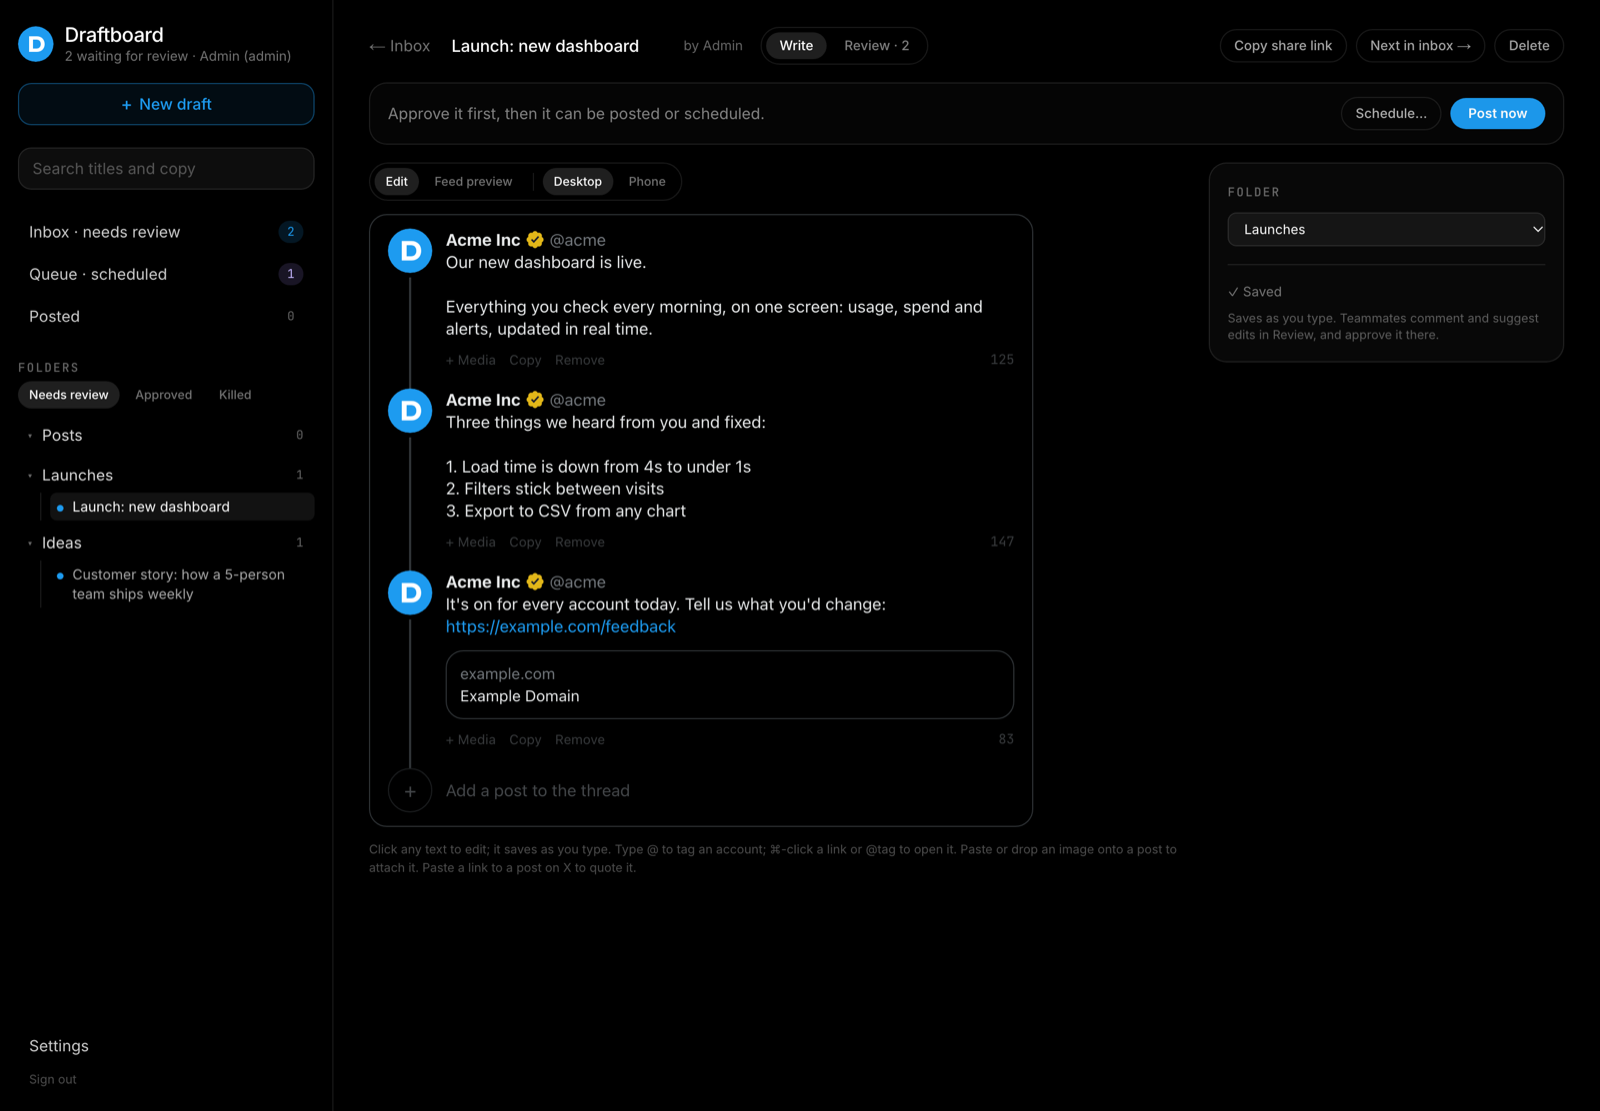 D
Draftboard
2 waiting for review · Admin (admin)
+ New draft
Search titles and copy
Inbox · needs review 2
Queue · scheduled 1
Posted 0
FOLDERS
Needs review Approved Killed
Posts 0
Launches 1
Launch: new dashboard
Ideas 1
Customer story: how a 5-person
team ships weekly
Settings
Sign out
← Inbox Launch: new dashboard by Admin Write Review · 2 Copy share link Next in inbox → Delete
Approve it first, then it can be posted or scheduled. Schedule... Post now
Edit Feed preview Desktop Phone
D
Acme Inc @acme
Our new dashboard is live.
Everything you check every morning, on one screen: usage, spend and
alerts, updated in real time.
+ Media Copy Remove 125
D
Acme Inc @acme
Three things we heard from you and fixed:
1. Load time is down from 4s to under 1s
2. Filters stick between visits
3. Export to CSV from any chart
+ Media Copy Remove 147
D
Acme Inc @acme
It's on for every account today. Tell us what you'd change:
https://example.com/feedback
example.com
Example Domain
+ Media Copy Remove 83
+ Add a post to the thread
Click any text to edit; it saves as you type. Type @ to tag an account; ⌘-click a link or @tag to open it. Paste or drop an image onto a post to
attach it. Paste a link to a post on X to quote it.
FOLDER
Launches
✓ Saved
Saves as you type. Teammates comment and suggest
edits in Review, and approve it there.